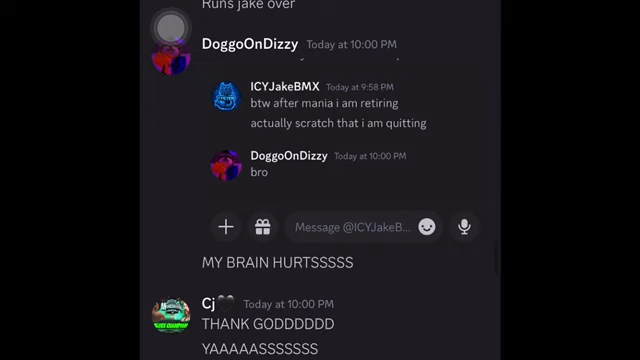 Runs jake over
DoggoOnDizzy Today at 10:00 PM
ICYJakeBMX Today at 9:58 PM
btw after mania i am retiring
actually scratch that i am quitting
DoggoOnDizzy Today at 10:00 PM
bro
Message @ICYJakeB...
MY BRAIN HURTSSSSS
Cj🖤 Today at 10:00 PM
THANK GODDDDDD
YAAAAASSSSSSS